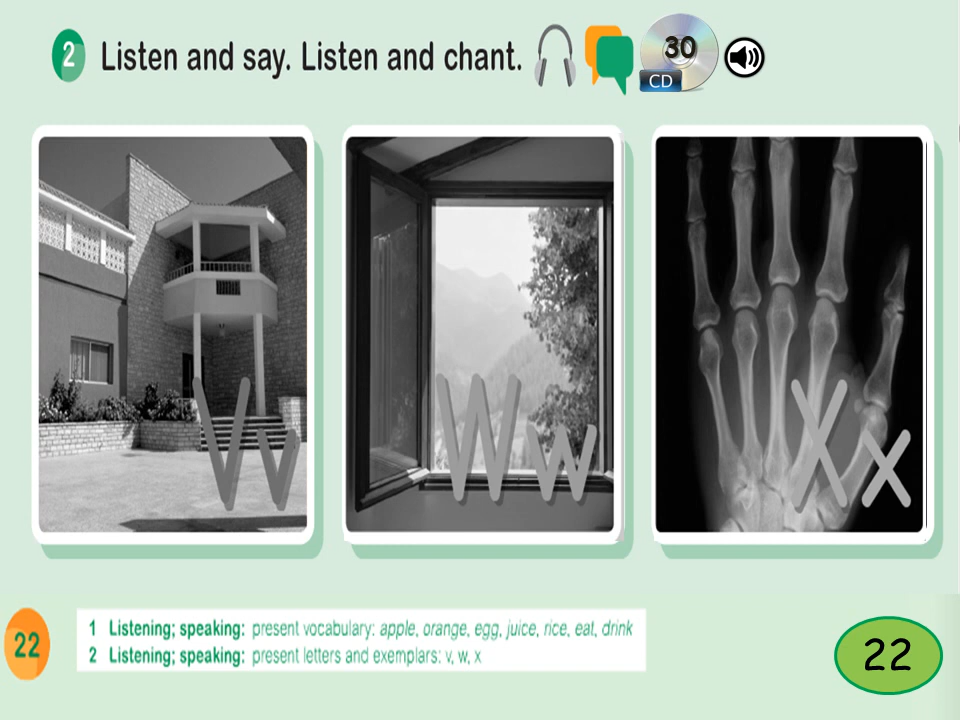 2 Listen and say. Listen and chant.
30
CD
Vv
Ww
Xx
22
1 Listening; speaking: present vocabulary: apple, orange, egg, juice, rice, eat, drink
2 Listening; speaking: present letters and exemplars: v, w, x
22